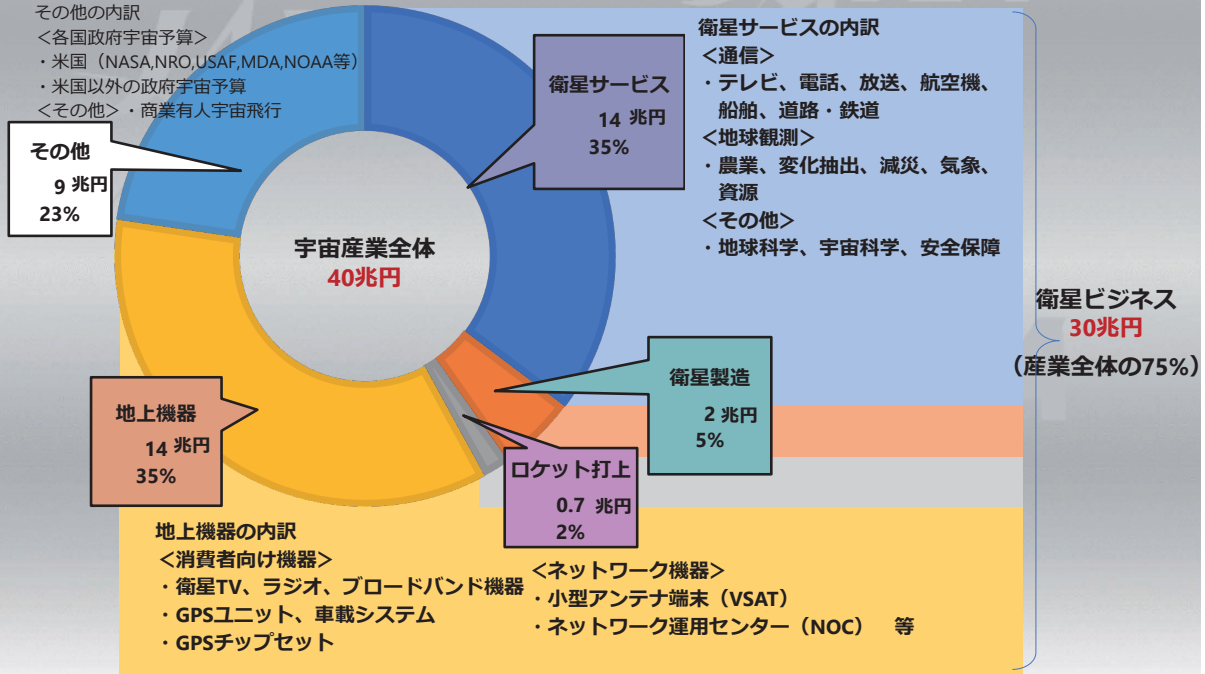 その他の内訳
<各国政府宇宙予算>
・米国（NASA,NRO,USAF,MDA,NOAA等）
・米国以外の政府宇宙予算
<その他>・商業有人宇宙飛行
その他
9 兆円
23%
衛星サービス
14 兆円
35%
衛星サービスの内訳
<通信>
・テレビ、電話、放送、航空機、
船舶、道路・鉄道
<地球観測>
・農業、変化抽出、減災、気象、
資源
<その他>
・地球科学、宇宙科学、安全保障
宇宙産業全体
40兆円
衛星ビジネス
30兆円
（産業全体の75%）
衛星製造
2 兆円
5%
地上機器
14 兆円
35%
ロケット打上
0.7 兆円
2%
地上機器の内訳
<消費者向け機器>
・衛星TV、ラジオ、ブロードバンド機器
・GPSユニット、車載システム
・GPSチップセット
<ネットワーク機器>
・小型アンテナ端末（VSAT）
・ネットワーク運用センター（NOC）　等